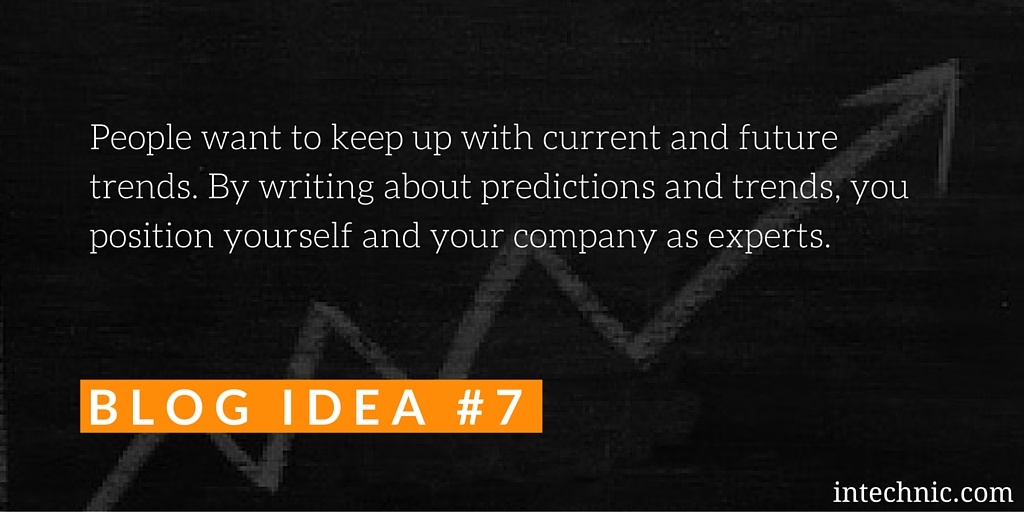 People want to keep up with current and future
trends. By writing about predictions and trends, you
position yourself and your company as experts.
BLOG IDEA #7
intechnic.com